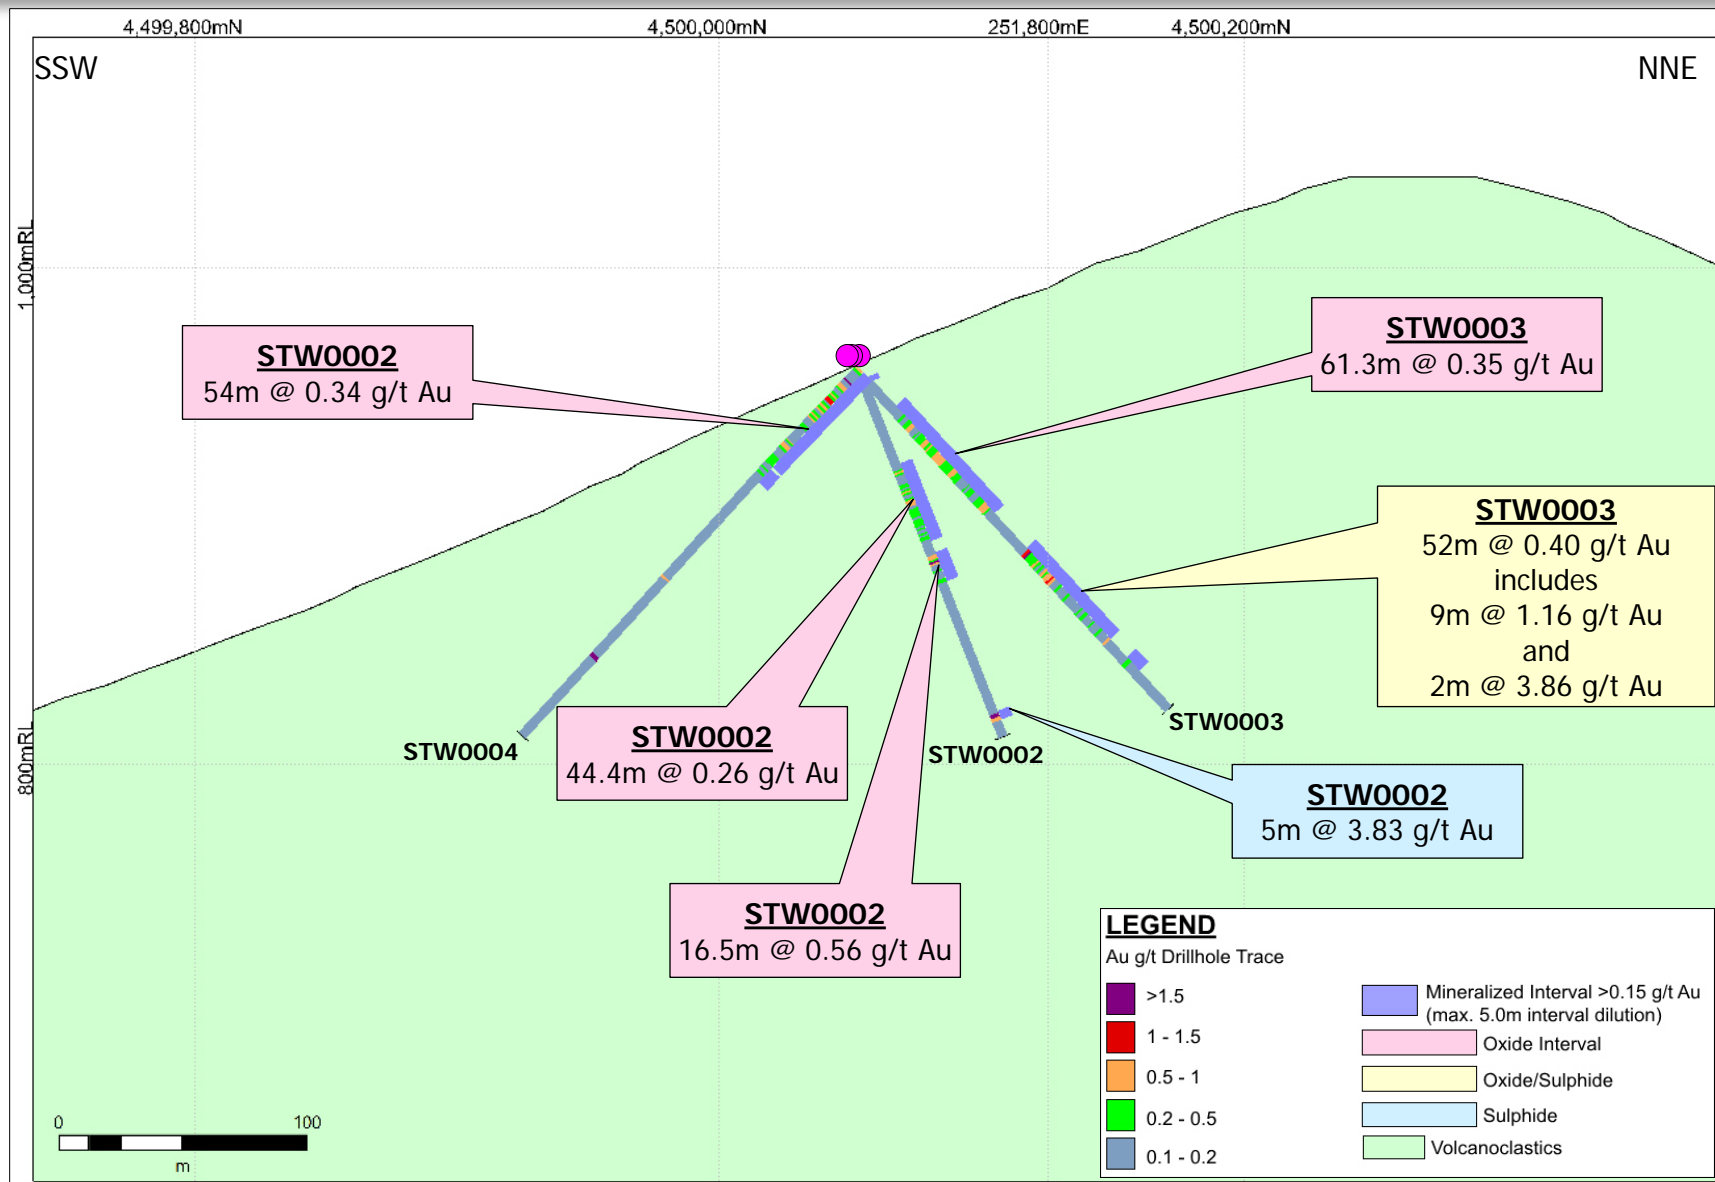 4,499,800mN
4,500,000mN
251,800mE
4,500,200mN
SSW
NNE
1,000mRL
800mRL
STW0002
54m @ 0.34 g/t Au
STW0003
61.3m @ 0.35 g/t Au
STW0003
52m @ 0.40 g/t Au
includes
9m @ 1.16 g/t Au
and
2m @ 3.86 g/t Au
STW0004
STW0002
44.4m @ 0.26 g/t Au
STW0002
STW0003
STW0002
5m @ 3.83 g/t Au
STW0002
16.5m @ 0.56 g/t Au
LEGEND
Au g/t Drillhole Trace
>1.5
1 - 1.5
0.5 - 1
0.2 - 0.5
0.1 - 0.2
Mineralized Interval >0.15 g/t Au
(max. 5.0m interval dilution)
Oxide Interval
Oxide/Sulphide
Sulphide
Volcanoclastics
0 100
m